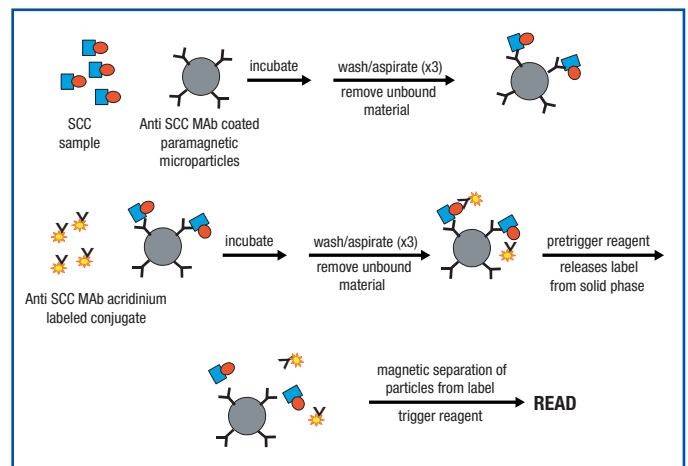 SCC
sample
Anti SCC MAb coated
paramagnetic
microparticles
incubate
wash/aspirate (x3)
remove unbound
material
Anti SCC MAb acridinium
labeled conjugate
incubate
wash/aspirate (x3)
remove unbound
material
pretrigger reagent
releases label
from solid phase
magnetic separation of
particles from label
trigger reagent
READ